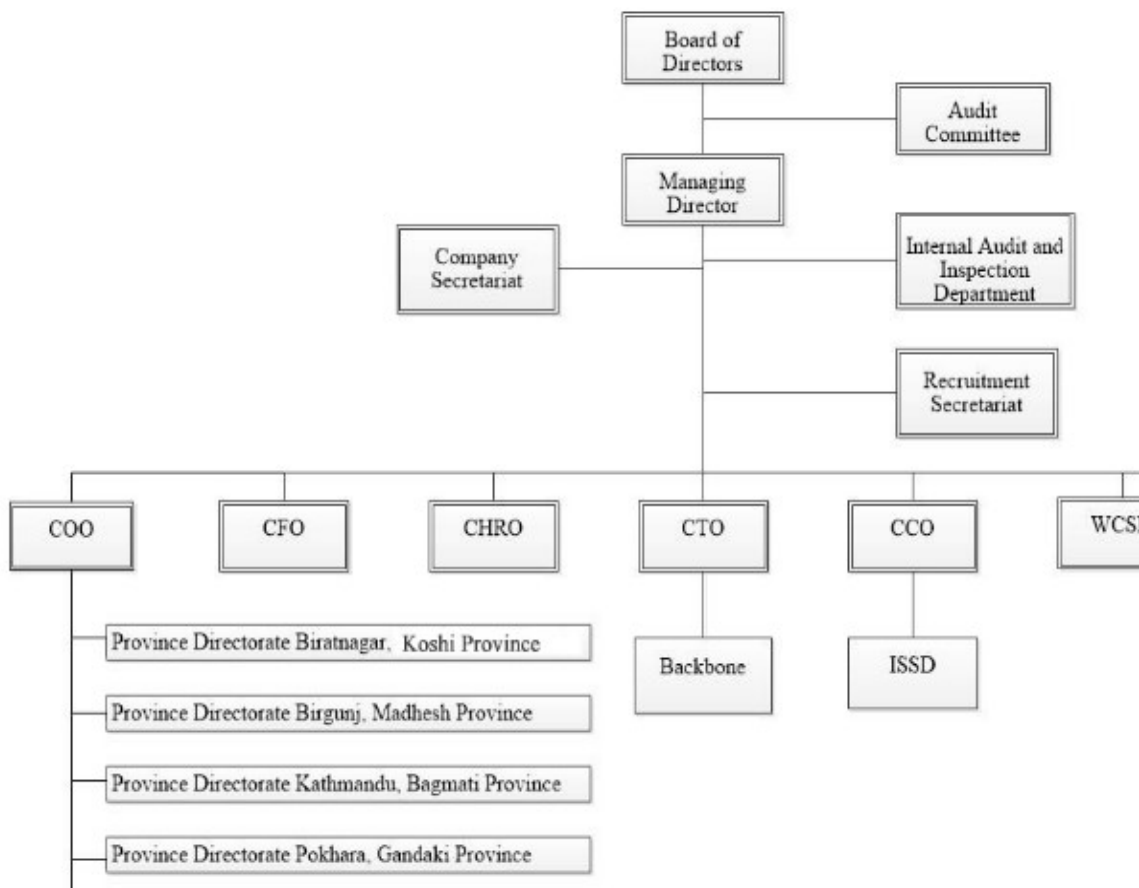 Board of
Directors
Audit
Committee
Managing
Director
Company
Secretariat
Internal Audit and
Inspection
Department
Recruitment
Secretariat
COO
CFO
CHRO
CTO
CCO
Province Directorate Biratnagar, Koshi Province
Backbone
ISSD
Province Directorate Birgunj, Madhesh Province
Province Directorate Kathmandu, Bagmati Province
Province Directorate Pokhara, Gandaki Province